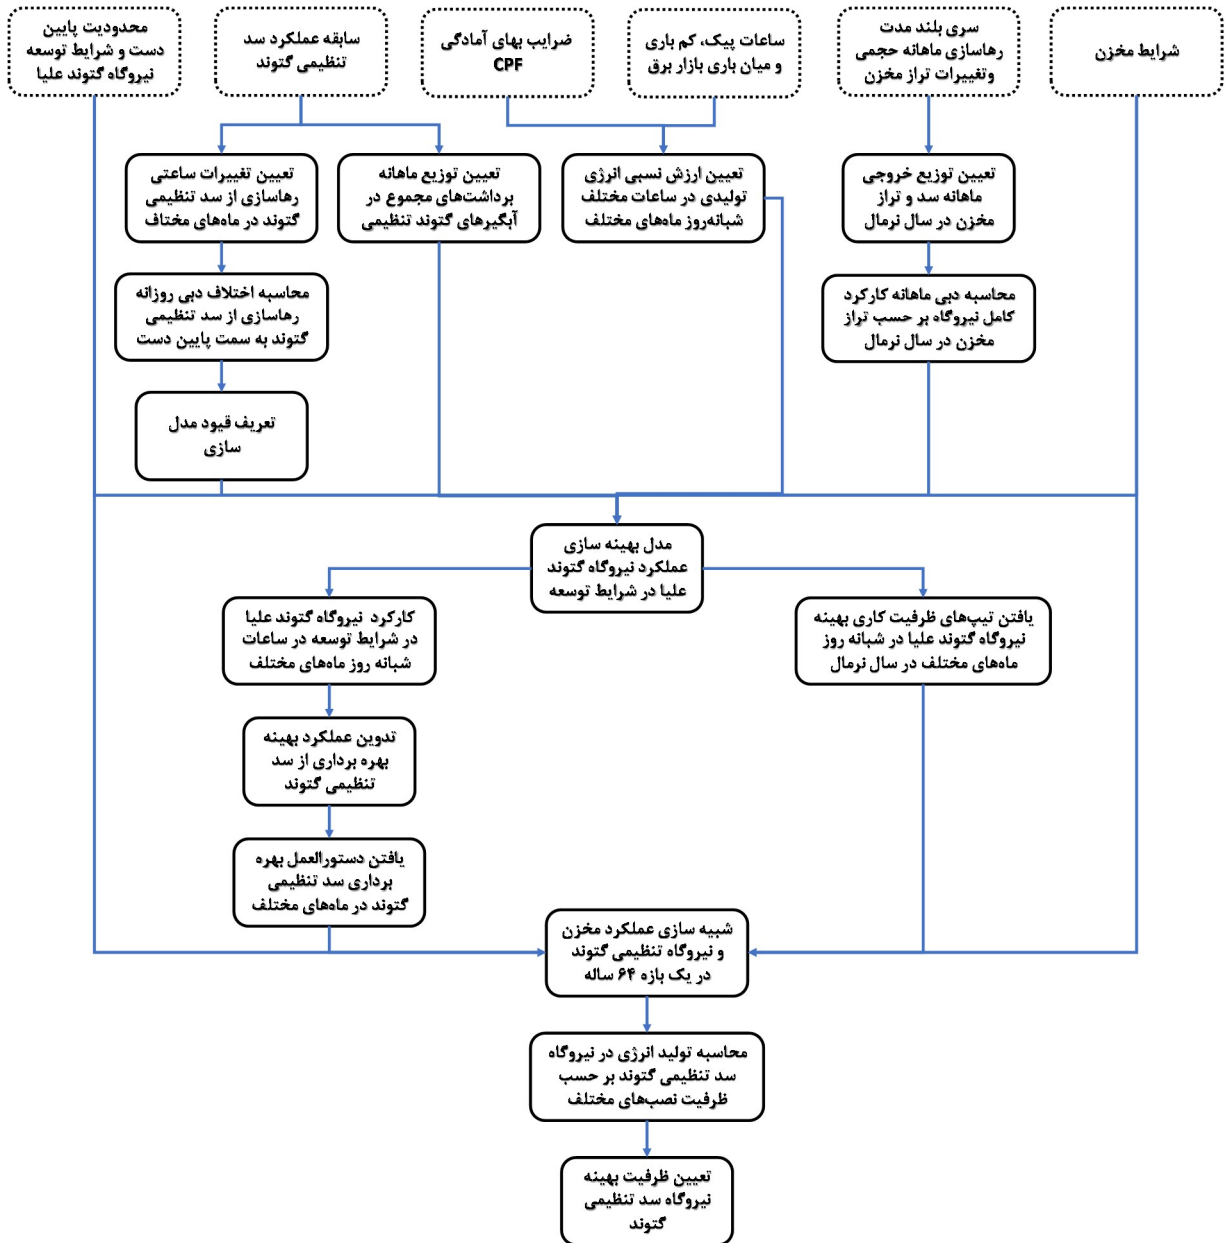 شرایط مخزن
سری بلند مدت
رهاسازی ماهانه حجمی
وتغییرات تراز مخزن
ساعات پیک، کم باری
و میان باری بازار برق
ضرایب بهای آمادگی
CPF
سابقه عملکرد سد
تنظیمی گتوند
محدودیت پایین
دست و شرایط توسعه
نیروگاه گتوند علیا
تعیین توزیع خروجی
ماهانه سد و تراز
مخزن در سال نرمال
تعیین ارزش نسبی انرژی
تولیدی در ساعات مختلف
شبانه‌روز ماه‌های مختلف
تعیین توزیع ماهانه
برداشت‌های مجموع در
آبگیرهای گتوند تنظیمی
تعیین تغییرات ساعتی
رهاسازی از سد تنظیمی
گتوند در ماه‌های مختاف
محاسبه دبی ماهانه کارکرد
کامل نیروگاه بر حسب تراز
مخزن در سال نرمال
محاسبه اختلاف دبی روزانه
رهاسازی از سد تنظیمی
گتوند به سمت پایین دست
تعریف قیود مدل
سازی
مدل بهینه سازی
عملکرد نیروگاه گتوند
علیا در شرایط توسعه
یافتن تیپ‌های ظرفیت کاری بهینه
نیروگاه گتوند علیا در شبانه روز
ماه‌های مختلف در سال نرمال
کارکرد نیروگاه گتوند علیا
در شرایط توسعه در ساعات
شبانه روز ماه‌های مختلف
تدوین عملکرد بهینه
بهره برداری از سد
تنظیمی گتوند
یافتن دستورالعمل بهره
برداری سد تنظیمی
گتوند در ماه‌های مختلف
شبیه سازی عملکرد مخزن
و نیروگاه تنظیمی گتوند
در یک بازه ۶۴ ساله
محاسبه تولید انرژی در نیروگاه
سد تنظیمی گتوند بر حسب
ظرفیت نصب‌های مختلف
تعیین ظرفیت بهینه
نیروگاه سد تنظیمی
گتوند